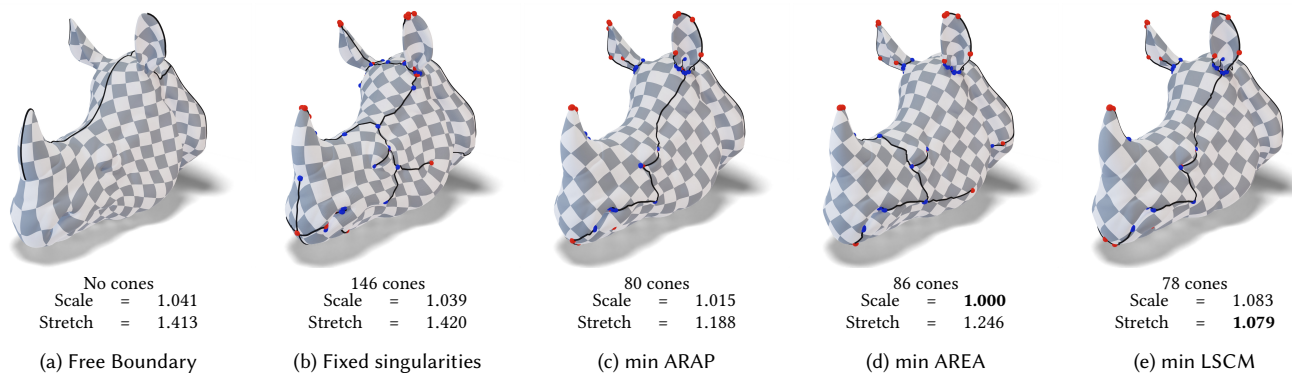 No cones
Scale = 1.041
Stretch = 1.413
(a) Free Boundary
146 cones
Scale = 1.039
Stretch = 1.420
(b) Fixed singularities
80 cones
Scale = 1.015
Stretch = 1.188
(c) min ARAP
86 cones
Scale = 1.000
Stretch = 1.246
(d) min AREA
78 cones
Scale = 1.083
Stretch = 1.079
(e) min LSCM